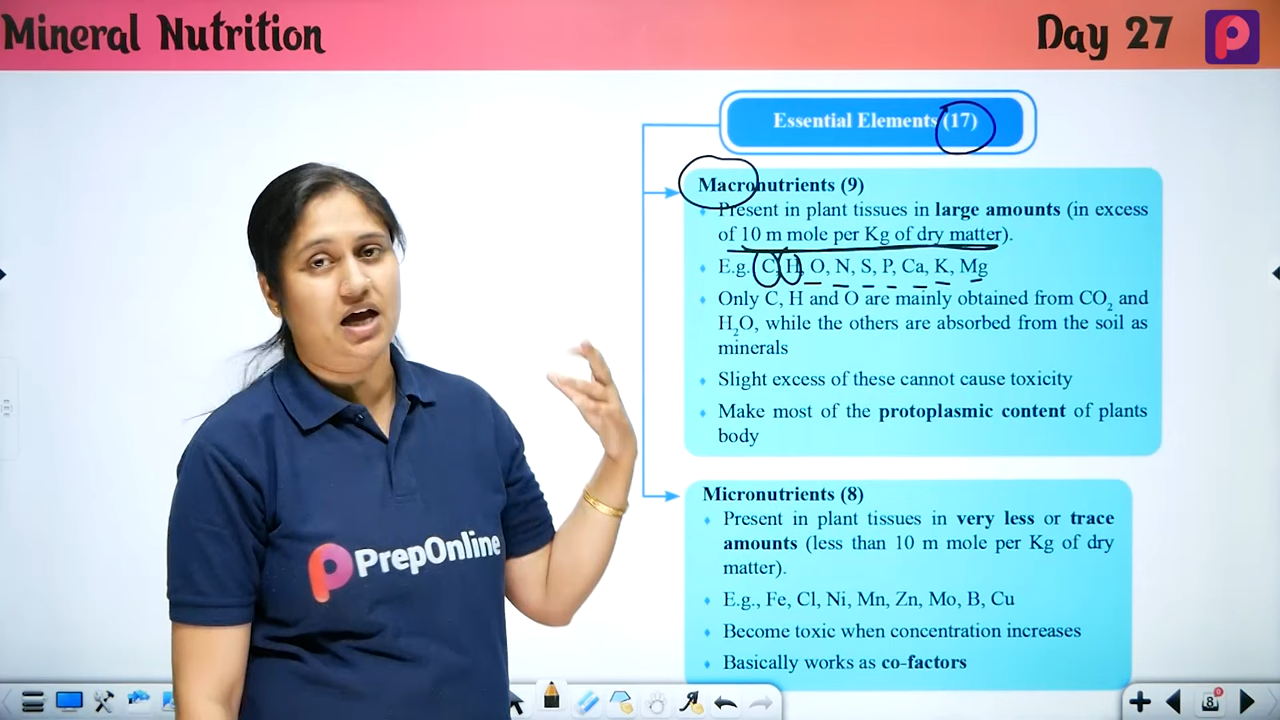 Mineral Nutrition
Day 27
Essential Elements (17)
Macronutrients (9)
Present in plant tissues in large amounts (in excess
of 10 m mole per Kg of dry matter).
E.g. C, H, O, N, S, P, Ca, K, Mg
Only C, H and O are mainly obtained from CO₂ and
H₂O, while the others are absorbed from the soil as
minerals
Slight excess of these cannot cause toxicity
Make most of the protoplasmic content of plants
body
Micronutrients (8)
Present in plant tissues in very less or trace
amounts (less than 10 m mole per Kg of dry
matter).
E.g., Fe, Cl, Ni, Mn, Zn, Mo, B, Cu
Become toxic when concentration increases
Basically works as co-factors
PrepOnline
8